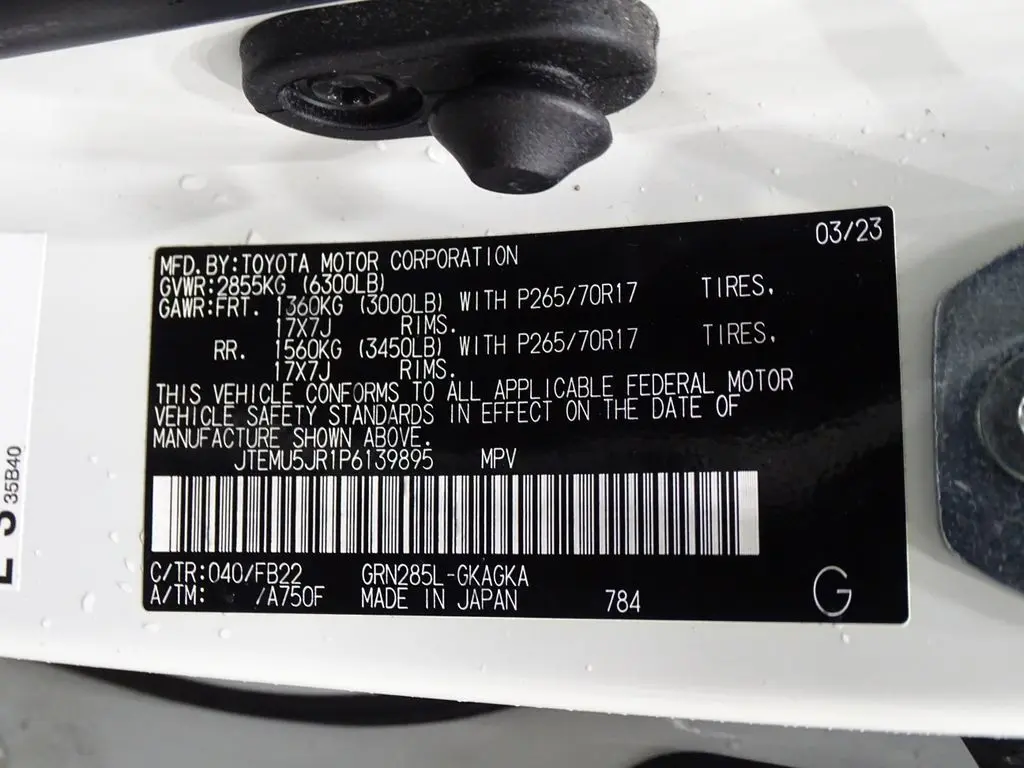 03/23
MFD. BY: TOYOTA MOTOR CORPORATION
GVWR: 2855KG (6300LB)
GAWR: FRT. 1360KG (3000LB) WITH P265/70R17 TIRES,
17X7J RIMS.
RR. 1560KG (3450LB) WITH P265/70R17 TIRES,
17X7J RIMS.
THIS VEHICLE CONFORMS TO ALL APPLICABLE FEDERAL MOTOR
VEHICLE SAFETY STANDARDS IN EFFECT ON THE DATE OF
MANUFACTURE SHOWN ABOVE.
JTEMU5JR1P6139895 MPV
C/TR: 040/FB22 GRN285L-GKAGKA
A/TM: /A750F MADE IN JAPAN 784 G
35B40